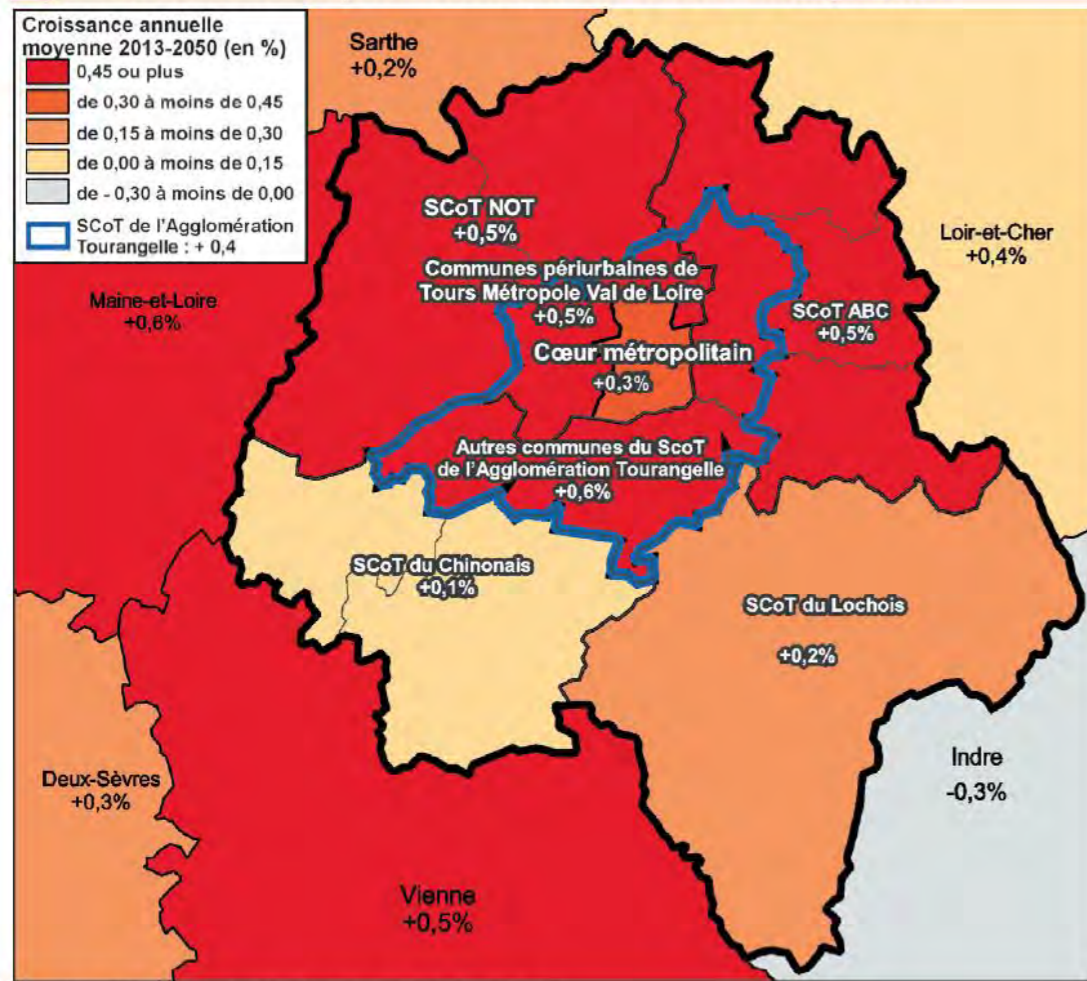 Croissance annuelle
moyenne 2013-2050 (en %)
0,45 ou plus
de 0,30 à moins de 0,45
de 0,15 à moins de 0,30
de 0,00 à moins de 0,15
de - 0,30 à moins de 0,00
SCoT de l'Agglomération
Tourangelle : + 0,4
Sarthe
+0,2%
SCoT NOT
+0,5%
Loir-et-Cher
+0,4%
Communes périurbaines de
Tours Métropole Val de Loire
+0,5%
Maine-et-Loire
+0,6%
SCoT ABC
+0,5%
Cœur métropolitain
+0,3%
Autres communes du ScoT
de l'Agglomération Tourangelle
+0,6%
SCoT du Chinonais
+0,1%
SCoT du Lochois
+0,2%
Indre
-0,3%
Deux-Sèvres
+0,3%
Vienne
+0,5%